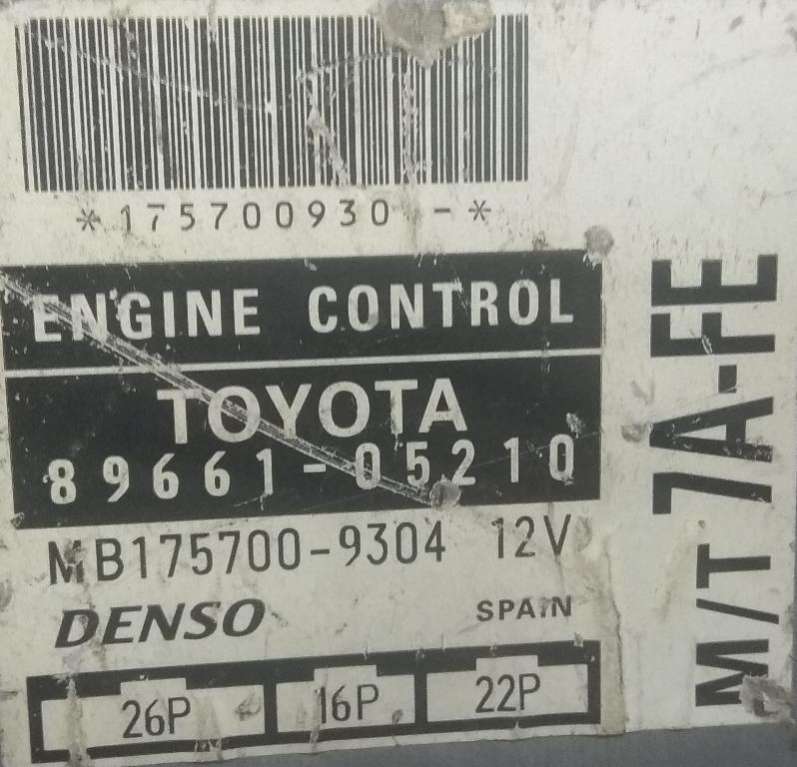 *175700930 -*
ENGINE CONTROL
TOYOTA
89661-05210
MB175700-9304 12V
DENSO SPAIN
26P 16P 22P
M/T 7A-FE